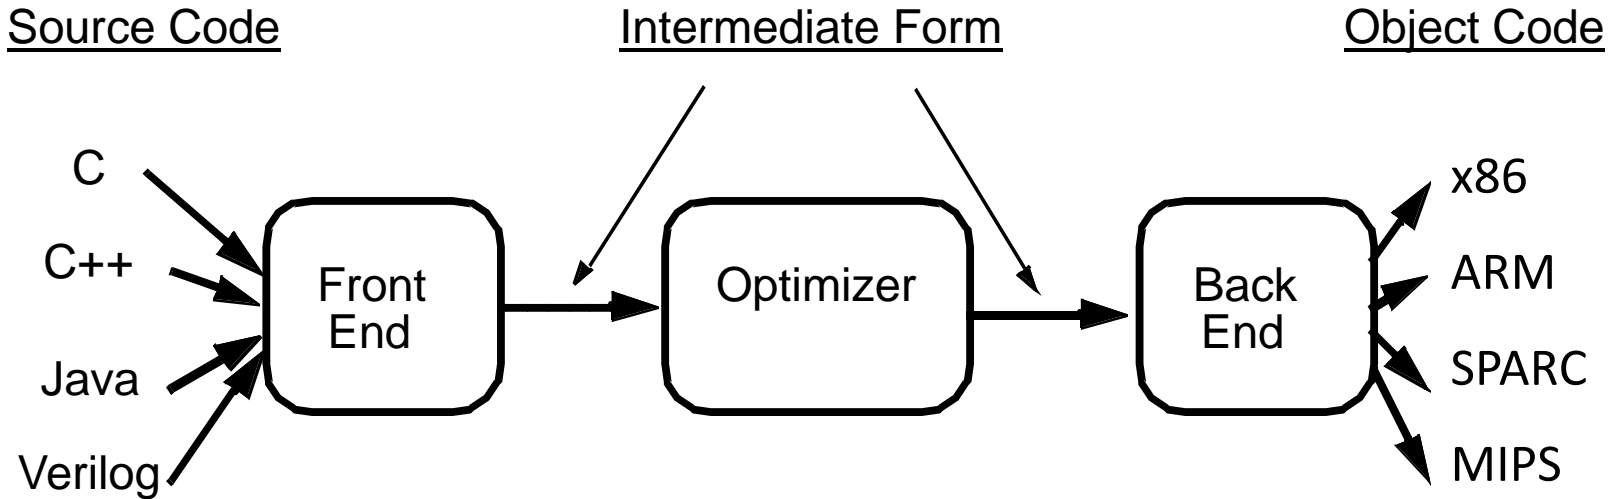 Source Code
Intermediate Form
Object Code
C
C++
Java
Verilog
Front
End
Optimizer
Back
End
x86
ARM
SPARC
MIPS